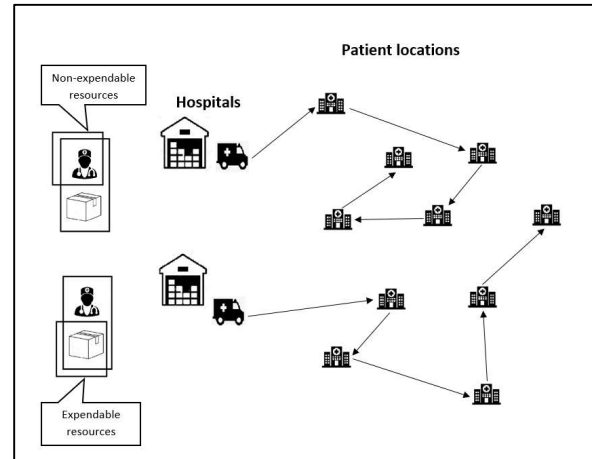 Patient locations
Non-expendable
resources
Hospitals
Expendable
resources